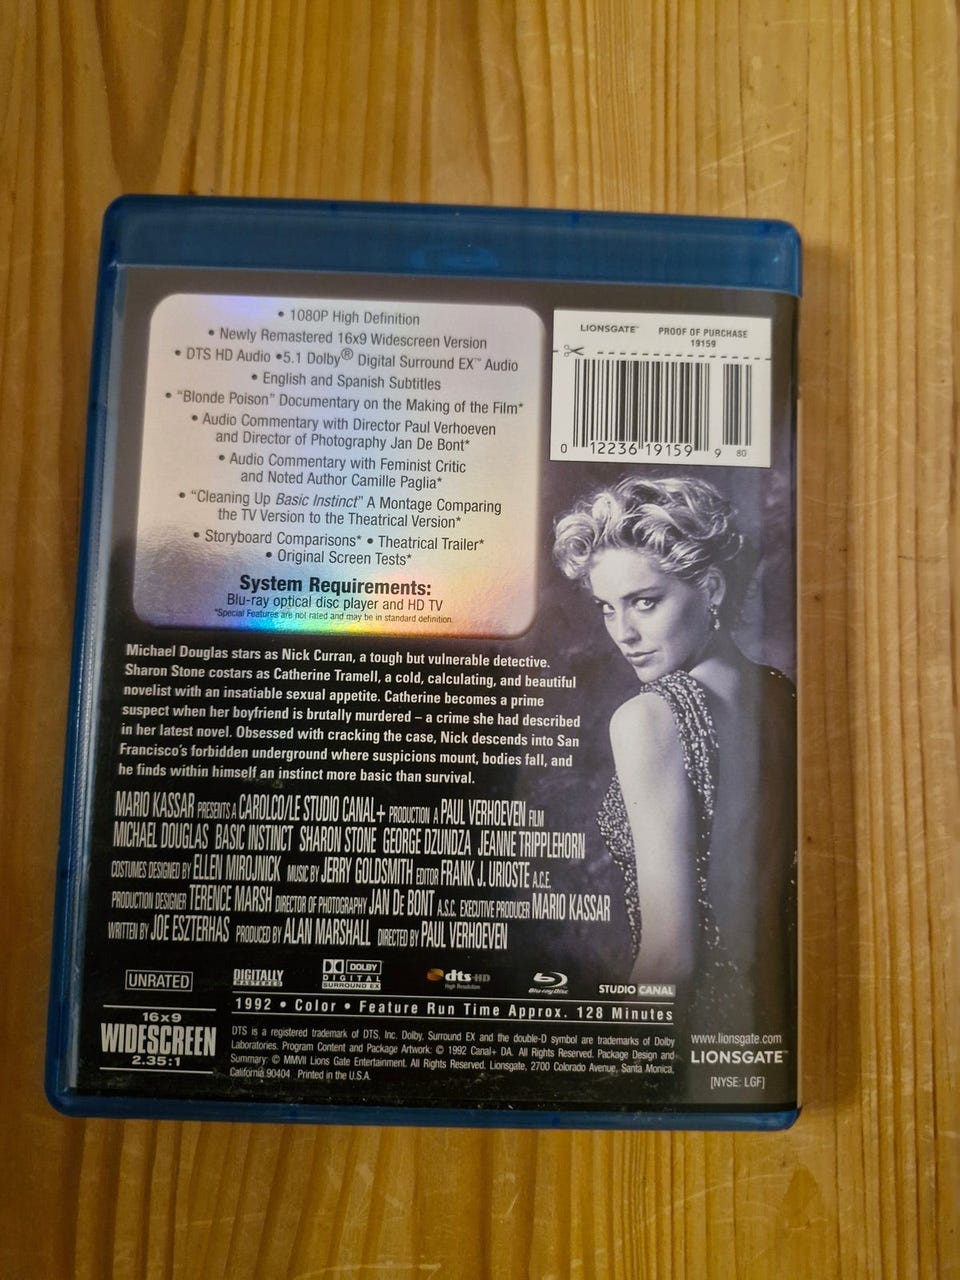 • 1080P High Definition
• Newly Remastered 16x9 Widescreen Version
• DTS HD Audio •5.1 Dolby® Digital Surround EX™ Audio
• English and Spanish Subtitles
• "Blonde Poison" Documentary on the Making of the Film*
• Audio Commentary with Director Paul Verhoeven
and Director of Photography Jan De Bont*
• Audio Commentary with Feminist Critic
and Noted Author Camille Paglia*
• "Cleaning Up Basic Instinct" A Montage Comparing
the TV Version to the Theatrical Version*
• Storyboard Comparisons* • Theatrical Trailer*
• Original Screen Tests*
System Requirements:
Blu-ray optical disc player and HD TV
*Special Features are not rated and may be in standard definition.
LIONSGATE™ PROOF OF PURCHASE
19159
0 12236 19159 9 80
Michael Douglas stars as Nick Curran, a tough but vulnerable detective.
Sharon Stone costars as Catherine Tramell, a cold, calculating, and beautiful
novelist with an insatiable sexual appetite. Catherine becomes a prime
suspect when her boyfriend is brutally murdered – a crime she had described
in her latest novel. Obsessed with cracking the case, Nick descends into San
Francisco's forbidden underground where suspicions mount, bodies fall, and
he finds within himself an instinct more basic than survival.
MARIO KASSAR PRESENTS A CAROLCO/LE STUDIO CANAL+ PRODUCTION A PAUL VERHOEVEN FILM
MICHAEL DOUGLAS BASIC INSTINCT SHARON STONE GEORGE DZUNDZA JEANNE TRIPPLEHORN
COSTUMES DESIGNED BY ELLEN MIROJNICK MUSIC BY JERRY GOLDSMITH EDITOR FRANK J. URIOSTE A.C.E.
PRODUCTION DESIGNER TERENCE MARSH DIRECTOR OF PHOTOGRAPHY JAN DE BONT A.S.C. EXECUTIVE PRODUCER MARIO KASSAR
WRITTEN BY JOE ESZTERHAS PRODUCED BY ALAN MARSHALL DIRECTED BY PAUL VERHOEVEN
UNRATED
DIGITALLY
MASTERED
DOLBY
DIGITAL
SURROUND EX
dts-HD
High Resolution
Blu-ray Disc
STUDIO CANAL
1992 • Color • Feature Run Time Approx. 128 Minutes
16x9
WIDESCREEN
2.35:1
DTS is a registered trademark of DTS, Inc. Dolby, Surround EX and the double-D symbol are trademarks of Dolby
Laboratories. Program Content and Package Artwork: © 1992 Canal+ DA. All Rights Reserved. Package Design and
Summary: © MMVII Lions Gate Entertainment. All Rights Reserved. Lionsgate, 2700 Colorado Avenue, Santa Monica,
California 90404 Printed in the U.S.A.
www.lionsgate.com
LIONSGATE™
[NYSE: LGF]